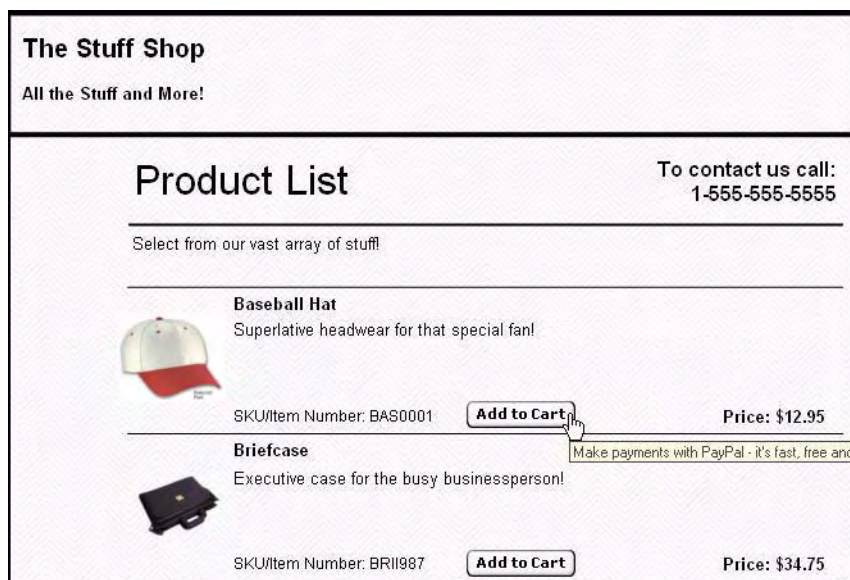 The Stuff Shop
All the Stuff and More!
Product List
To contact us call:
1-555-555-5555
Select from our vast array of stuff!
Baseball Hat
Superlative headwear for that special fan!
SKU/Item Number: BAS0001
Add to Cart
Price: $12.95
Briefcase
Make payments with PayPal - it's fast, free and
Executive case for the busy businessperson!
SKU/Item Number: BRII987
Add to Cart
Price: $34.75